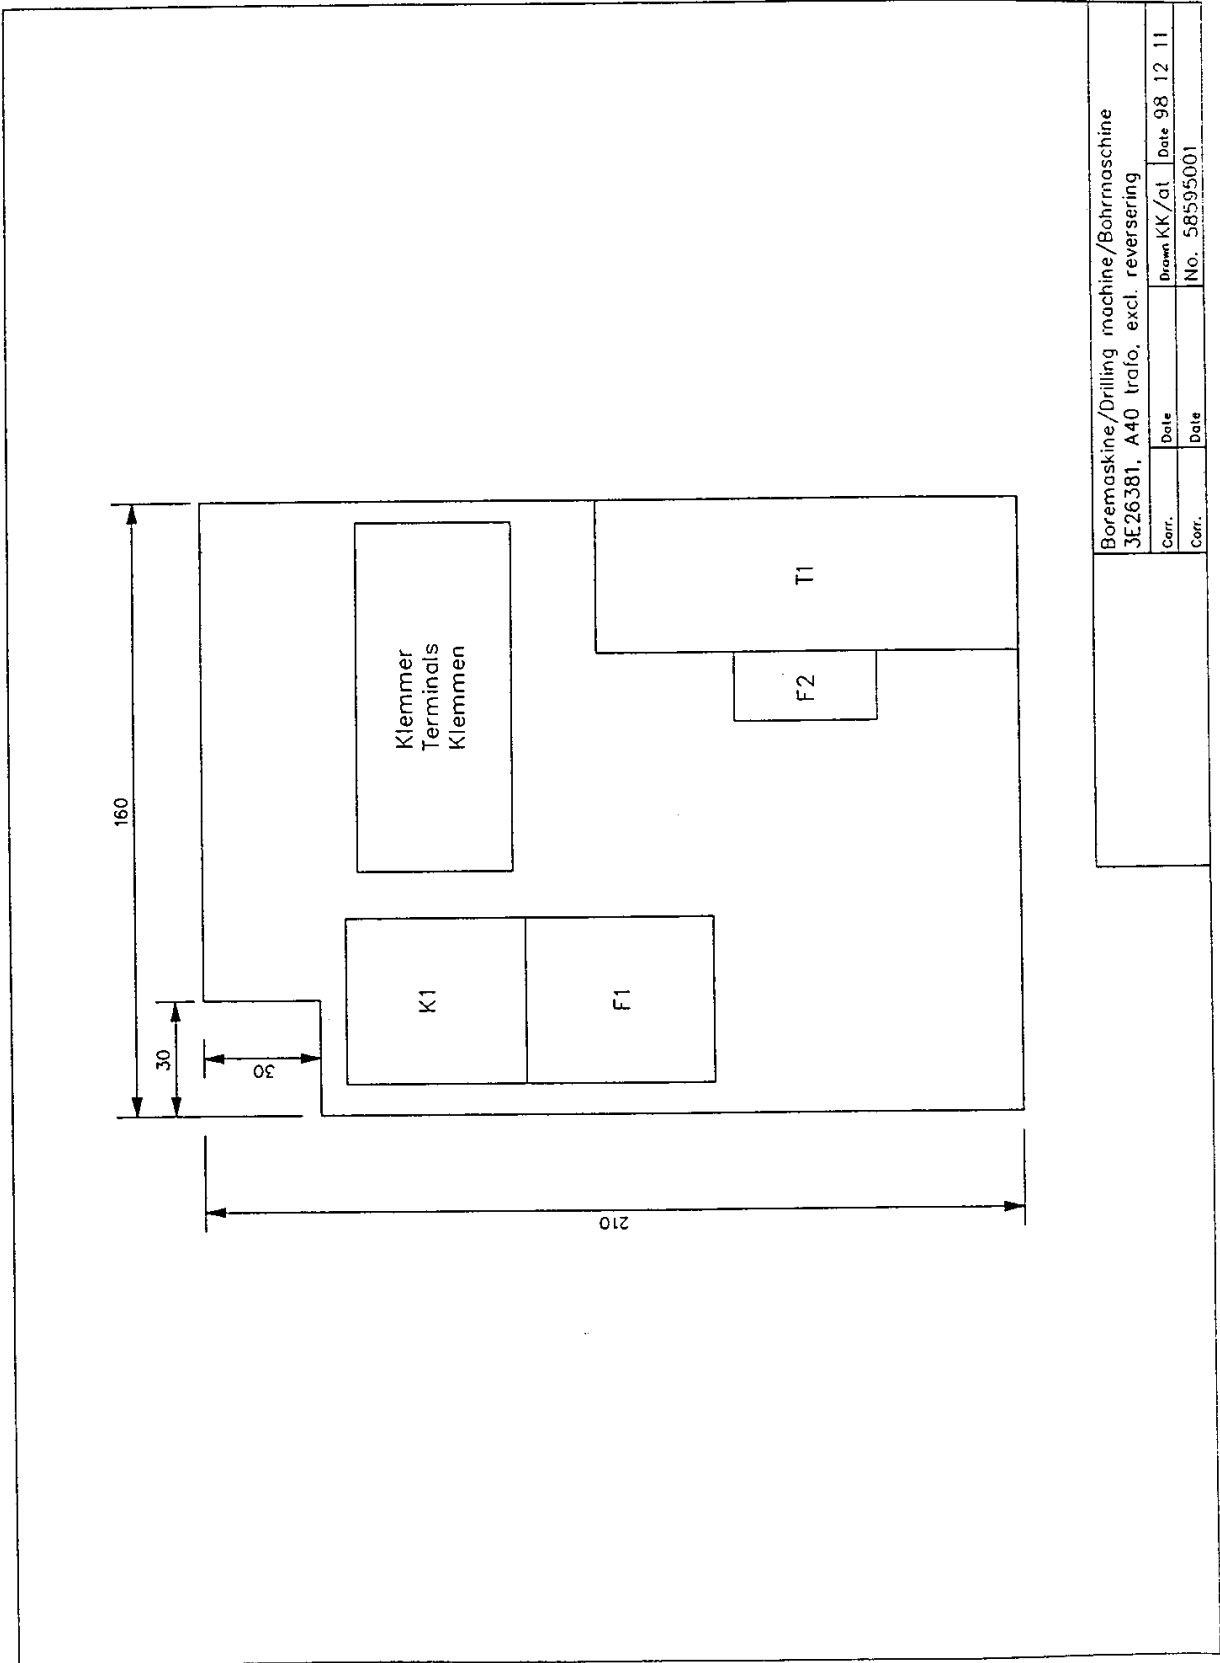 160
30
30
210
Klemmer
Terminals
Klemmen
K1
F1
F2
T1
Boremaskine/Drilling machine/Bohrmaschine
3E26381, A40 trafo, excl. reversering
Corr. Date Drawn KK/at Date 98 12 11
Corr. Date No. 58595001